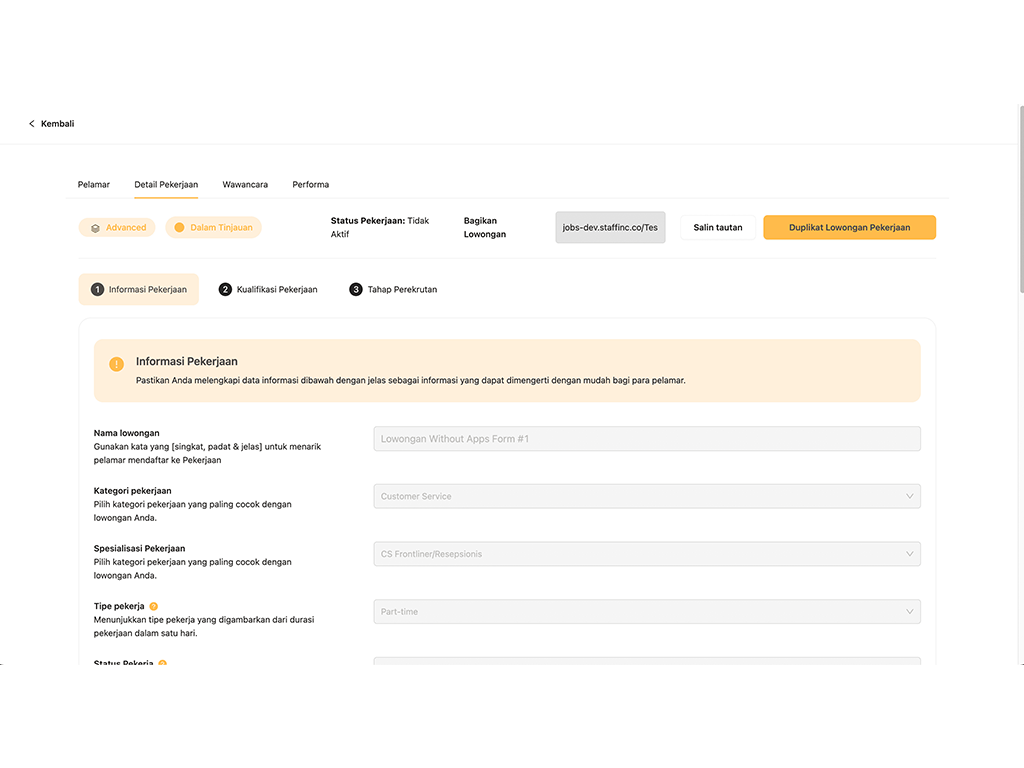 Kembali
Pelamar
Detail Pekerjaan
Wawancara
Performa
Advanced
Dalam Tinjauan
Status Pekerjaan: Tidak
Aktif
Bagikan
Lowongan
jobs-dev.staffinc.co/Tes
Salin tautan
Duplikat Lowongan Pekerjaan
1 Informasi Pekerjaan
2 Kualifikasi Pekerjaan
3 Tahap Perekrutan
Informasi Pekerjaan
Pastikan Anda melengkapi data informasi dibawah dengan jelas sebagai informasi yang dapat dimengerti dengan mudah bagi para pelamar.
Nama lowongan
Gunakan kata yang [singkat, padat & jelas] untuk menarik
pelamar mendaftar ke Pekerjaan
Lowongan Without Apps Form #1
Kategori pekerjaan
Pilih kategori pekerjaan yang paling cocok dengan
lowongan Anda.
Customer Service
Spesialisasi Pekerjaan
Pilih kategori pekerjaan yang paling cocok dengan
lowongan Anda.
CS Frontliner/Resepsionis
Tipe pekerja ?
Menunjukkan tipe pekerja yang digambarkan dari durasi
pekerjaan dalam satu hari.
Part-time
Status Pekerja ?